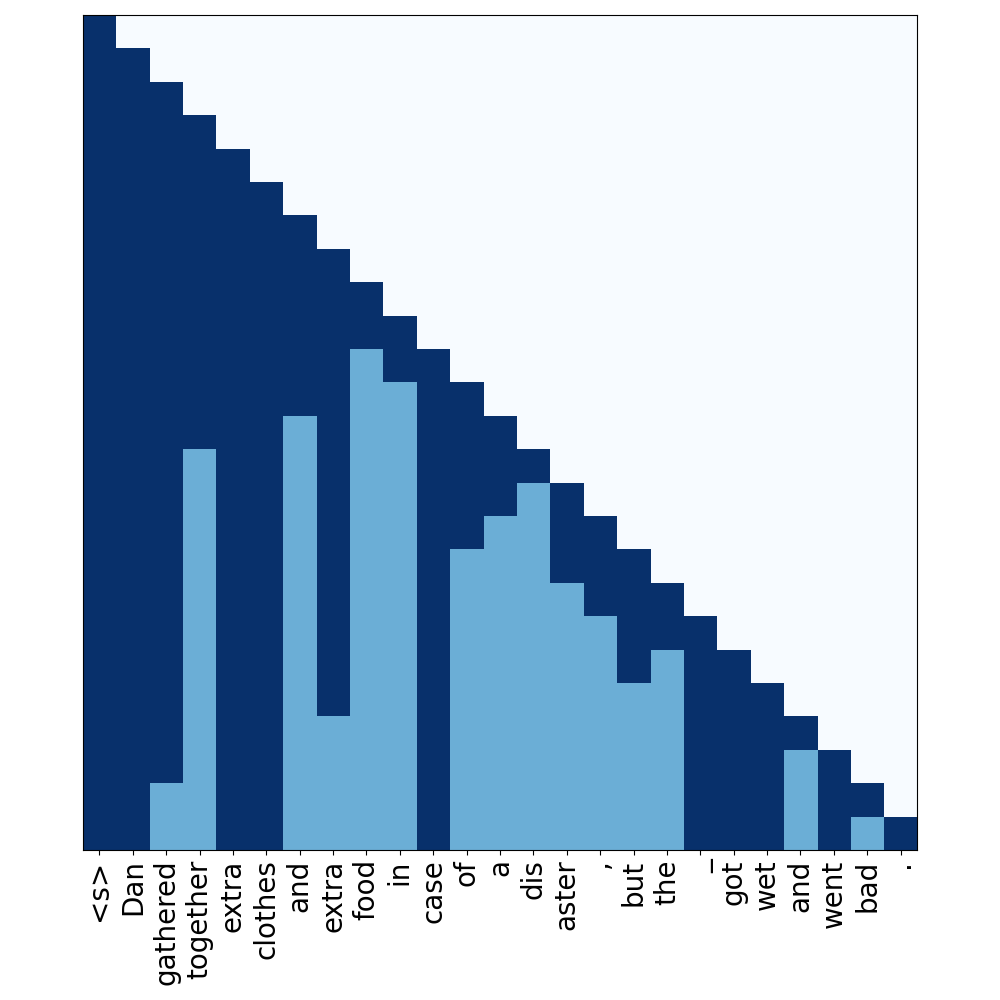 <s> Dan gathered together extra clothes and extra food in case of a dis aster , but the _ got wet and went bad .